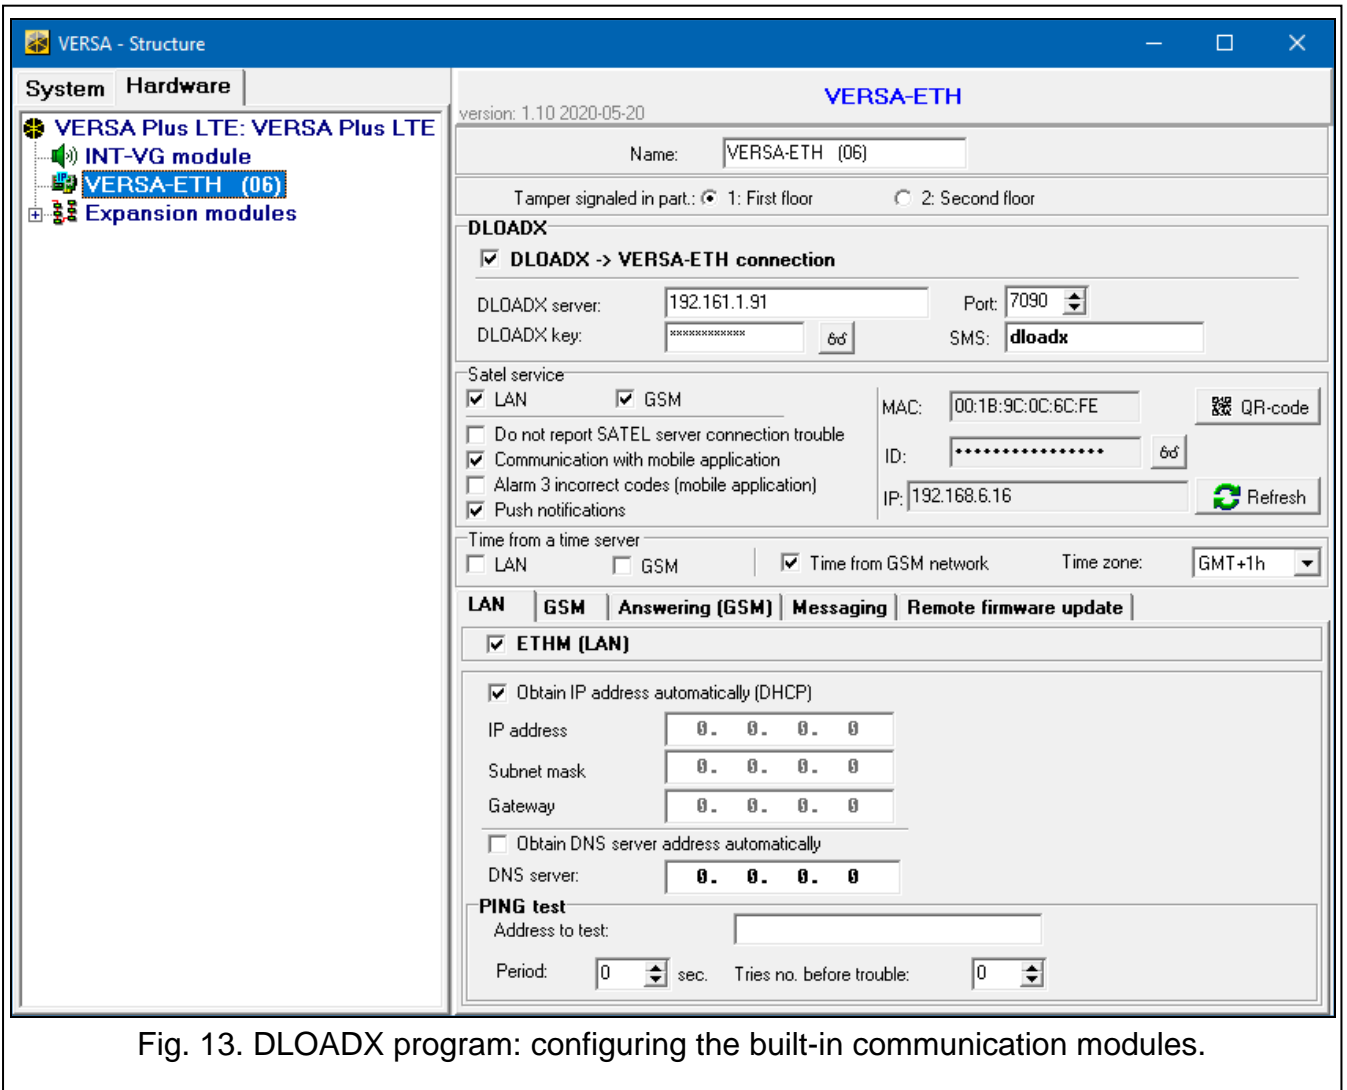 VERSA - Structure
System Hardware
VERSA Plus LTE: VERSA Plus LTE
INT-VG module
VERSA-ETH (06)
Expansion modules
VERSA-ETH
version: 1.10 2020-05-20
Name: VERSA-ETH (06)
Tamper signaled in part.: 1: First floor 2: Second floor
DLOADX
DLOADX -> VERSA-ETH connection
DLOADX server: 192.161.1.91 Port: 7090
DLOADX key: ************ SMS: dloadx
Satel service
LAN GSM
Do not report SATEL server connection trouble
Communication with mobile application
Alarm 3 incorrect codes (mobile application)
Push notifications
MAC: 00:1B:9C:0C:6C:FE QR-code
ID: ••••••••••••••••
IP: 192.168.6.16 Refresh
Time from a time server
LAN GSM Time from GSM network Time zone: GMT+1h
LAN GSM Answering (GSM) Messaging Remote firmware update
ETHM (LAN)
Obtain IP address automatically (DHCP)
IP address 0. 0. 0. 0
Subnet mask 0. 0. 0. 0
Gateway 0. 0. 0. 0
Obtain DNS server address automatically
DNS server: 0. 0. 0. 0
PING test
Address to test:
Period: 0 sec. Tries no. before trouble: 0
Fig. 13. DLOADX program: configuring the built-in communication modules.